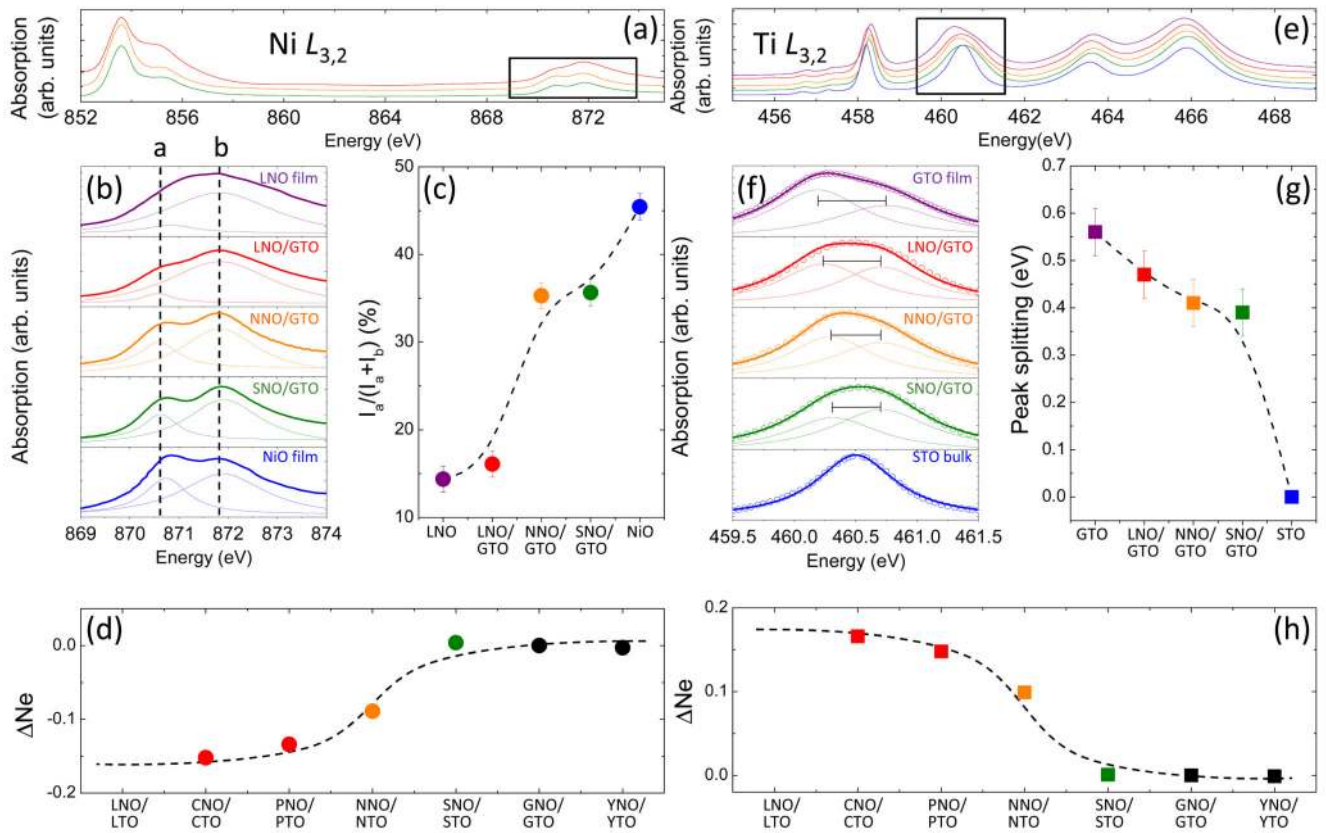 (a)
Ni L3,2
Absorption
(arb. units)
852 856 860 864 868 872
Energy (eV)
(e)
Ti L3,2
Absorption
(arb. units)
456 458 460 462 464 466 468
Energy(eV)
a b
(b)
LNO film
LNO/GTO
NNO/GTO
SNO/GTO
NiO film
Absorption (arb. units)
869 870 871 872 873 874
Energy (eV)
(c)
Ia/(Ia+Ib) (%)
50
40
30
20
10
LNO LNO/ NNO/ SNO/ NiO
GTO GTO GTO
(f)
GTO film
LNO/GTO
NNO/GTO
SNO/GTO
STO bulk
Absorption (arb. units)
459.5 460.0 460.5 461.0 461.5
Energy (eV)
(g)
Peak splitting (eV)
0.7
0.6
0.5
0.4
0.3
0.2
0.1
0.0
GTO LNO/ NNO/ SNO/ STO
GTO GTO GTO
(d)
ΔNe
0.0
-0.1
-0.2
LNO/ CNO/ PNO/ NNO/ SNO/ GNO/ YNO/
LTO CTO PTO NTO STO GTO YTO
(h)
ΔNe
0.2
0.1
0.0
LNO/ CNO/ PNO/ NNO/ SNO/ GNO/ YNO/
LTO CTO PTO NTO STO GTO YTO